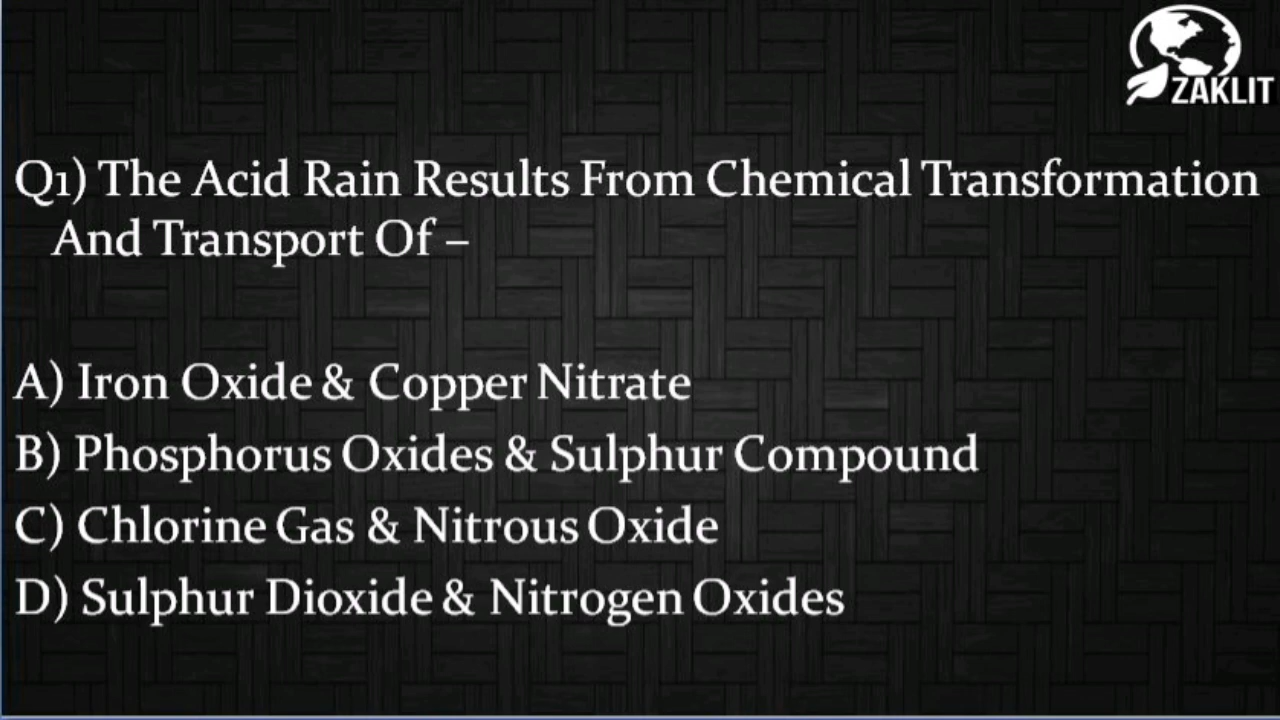 ZAKLIT
Q1) The Acid Rain Results From Chemical Transformation
And Transport Of –
A) Iron Oxide & Copper Nitrate
B) Phosphorus Oxides & Sulphur Compound
C) Chlorine Gas & Nitrous Oxide
D) Sulphur Dioxide & Nitrogen Oxides